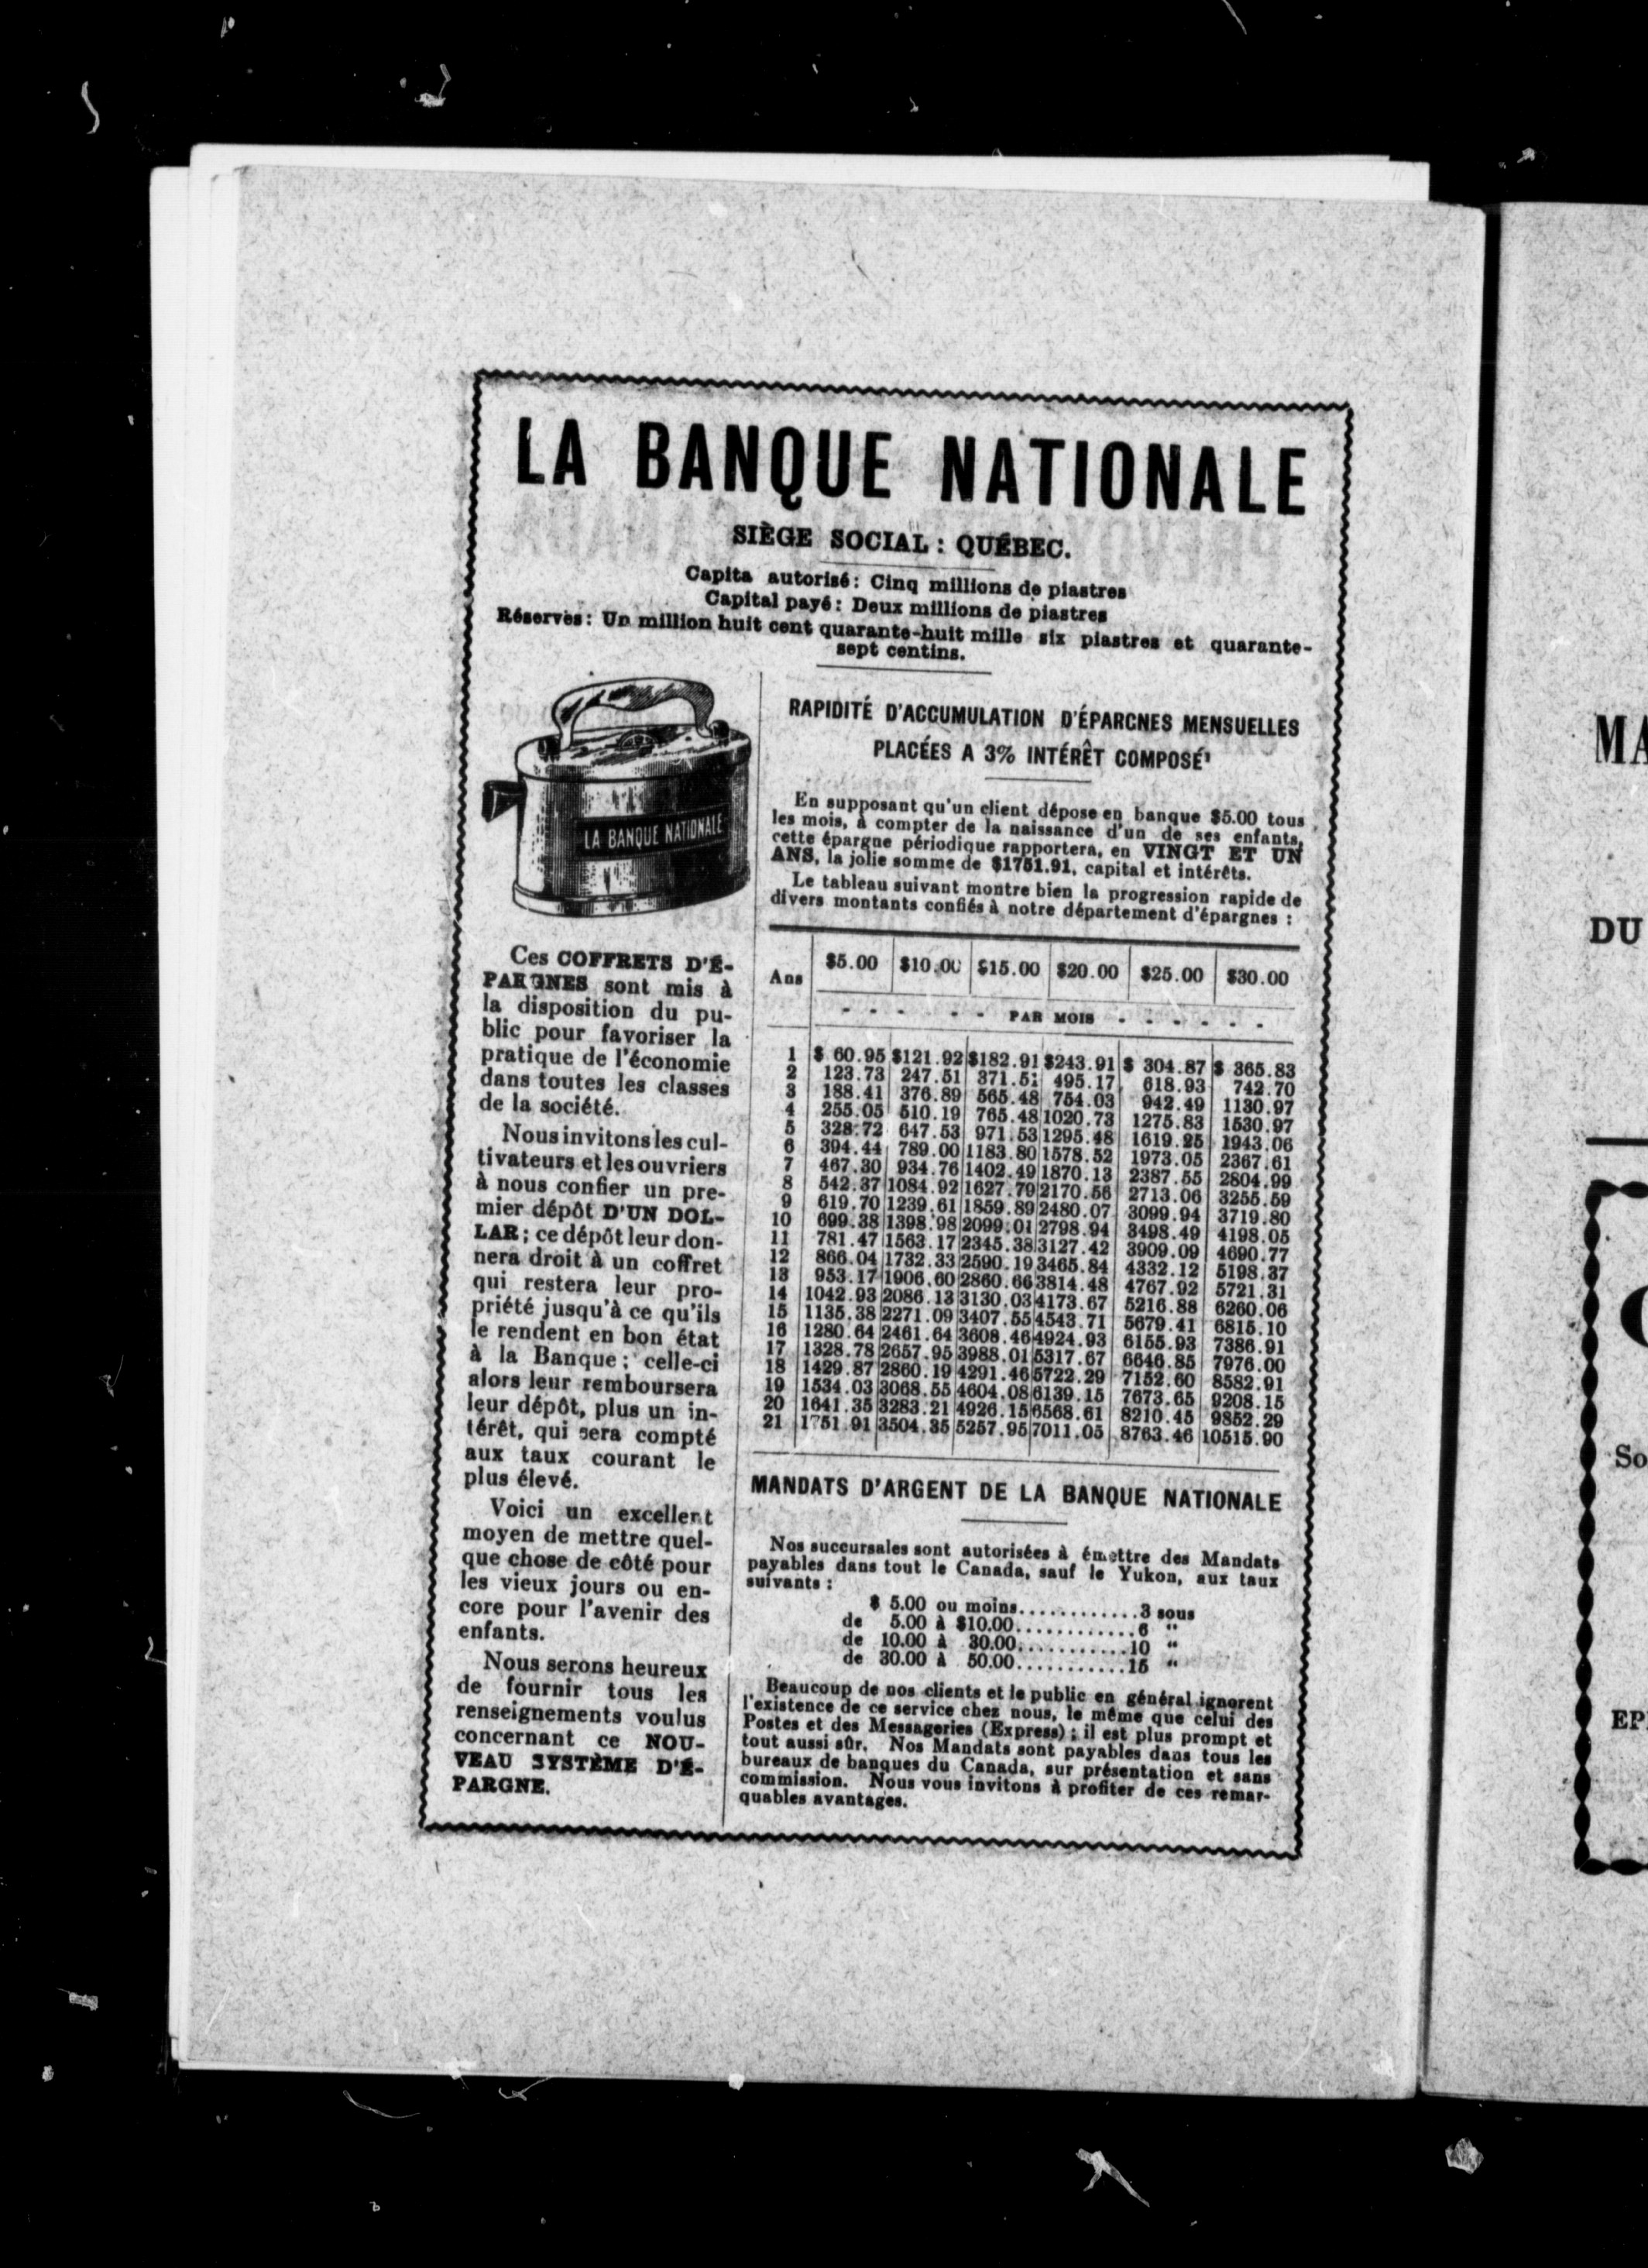 LA BANQUE NATIONALE
SIÈGE SOCIAL : QUÉBEC.
Capita autorisé : Cinq millions de piastres
Capital payé : Deux millions de piastres
Réserves : Un million huit cent quarante-huit mille six piastres et quarante-
sept centins.
LA BANQUE NATIONALE
Ces COFFRETS D'É-
PARGNES sont mis à
la disposition du pu-
blic pour favoriser la
pratique de l'économie
dans toutes les classes
de la société.
Nous invitons les cul-
tivateurs et les ouvriers
à nous confier un pre-
mier dépôt D'UN DOL-
LAR ; ce dépôt leur don-
nera droit à un coffret
qui restera leur pro-
priété jusqu'à ce qu'ils
le rendent en bon état
à la Banque ; celle-ci
alors leur remboursera
leur dépôt, plus un in-
térêt, qui sera compté
aux taux courant le
plus élevé.
Voici un excellent
moyen de mettre quel-
que chose de côté pour
les vieux jours ou en-
core pour l'avenir des
enfants.
Nous serons heureux
de fournir tous les
renseignements voulus
concernant ce NOU-
VEAU SYSTÈME D'É-
PARGNE.
RAPIDITÉ D'ACCUMULATION D'ÉPARGNES MENSUELLES
PLACÉES A 3% INTÉRÊT COMPOSÉ
En supposant qu'un client dépose en banque $5.00 tous
les mois, à compter de la naissance d'un de ses enfants,
cette épargne périodique rapportera, en VINGT ET UN
ANS, la jolie somme de $1751.91, capital et intérêts.
Le tableau suivant montre bien la progression rapide de
divers montants confiés à notre département d'épargnes :
Ans $5.00 $10.00 $15.00 $20.00 $25.00 $30.00
- - - - - PAR MOIS - - - - - -
1 $ 60.95 $121.92 $182.91 $243.91 $ 304.87 $ 365.83
2 123.73 247.51 371.51 495.17 618.93 742.70
3 188.41 376.89 565.48 754.03 942.49 1130.97
4 255.05 510.19 765.48 1020.73 1275.83 1530.97
5 328.72 647.53 971.53 1295.48 1619.25 1943.06
6 394.44 789.00 1183.80 1578.52 1973.05 2367.61
7 467.30 934.76 1402.49 1870.13 2387.55 2804.99
8 542.37 1084.92 1627.79 2170.56 2713.06 3255.59
9 619.70 1239.61 1859.89 2480.07 3099.94 3719.80
10 699.38 1398.98 2099.01 2798.94 3498.49 4198.05
11 781.47 1563.17 2345.38 3127.42 3909.09 4690.77
12 866.04 1732.33 2590.19 3465.84 4332.12 5198.37
13 953.17 1906.60 2860.66 3814.48 4767.92 5721.31
14 1042.93 2086.13 3130.03 4173.67 5216.88 6260.06
15 1135.38 2271.09 3407.55 4543.71 5679.41 6815.10
16 1280.64 2461.64 3608.46 4924.93 6155.93 7386.91
17 1328.78 2657.95 3988.01 5317.67 6646.85 7976.00
18 1429.87 2860.19 4291.46 5722.29 7152.60 8582.91
19 1534.03 3068.55 4604.08 6139.15 7673.65 9208.15
20 1641.35 3283.21 4926.15 6568.61 8210.45 9852.29
21 1751.91 3504.35 5257.95 7011.05 8763.46 10515.90
MANDATS D'ARGENT DE LA BANQUE NATIONALE
Nos succursales sont autorisées à émettre des Mandats
payables dans tout le Canada, sauf le Yukon, aux taux
suivants :
$ 5.00 ou moins............3 sous
de 5.00 à $10.00............6 "
de 10.00 à 30.00...........10 "
de 30.00 à 50.00...........15 "
Beaucoup de nos clients et le public en général ignorent
l'existence de ce service chez nous, le même que celui des
Postes et des Messageries (Express) ; il est plus prompt et
tout aussi sûr. Nos Mandats sont payables dans tous les
bureaux de banques du Canada, sur présentation et sans
commission. Nous vous invitons à profiter de ces remar-
quables avantages.
MA
DU
So